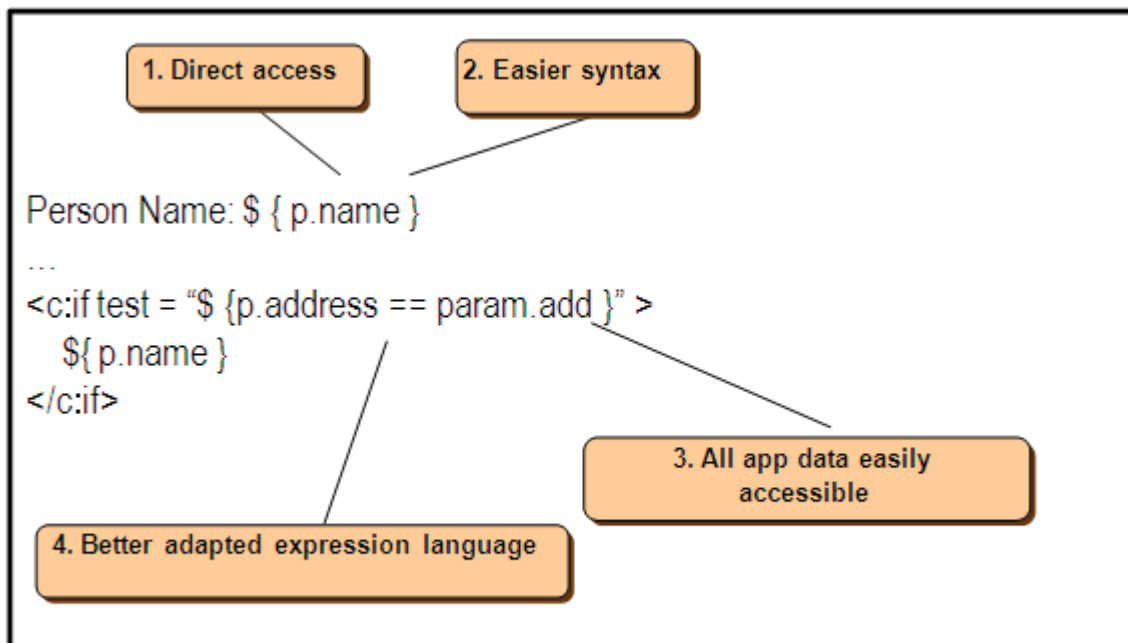 1. Direct access
2. Easier syntax
Person Name: $ { p.name }
...
<c:if test = “$ {p.address == param.add }” >
${ p.name }
</c:if>
3. All app data easily
accessible
4. Better adapted expression language